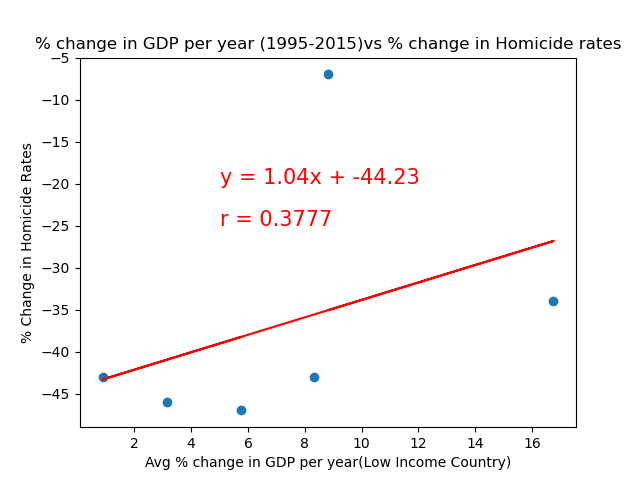 % change in GDP per year (1995-2015)vs % change in Homicide rates
−5
−10
−15
−20
−25
−30
−35
−40
−45
% Change in Homicide Rates
y = 1.04x + -44.23
r = 0.3777
2 4 6 8 10 12 14 16
Avg % change in GDP per year(Low Income Country)